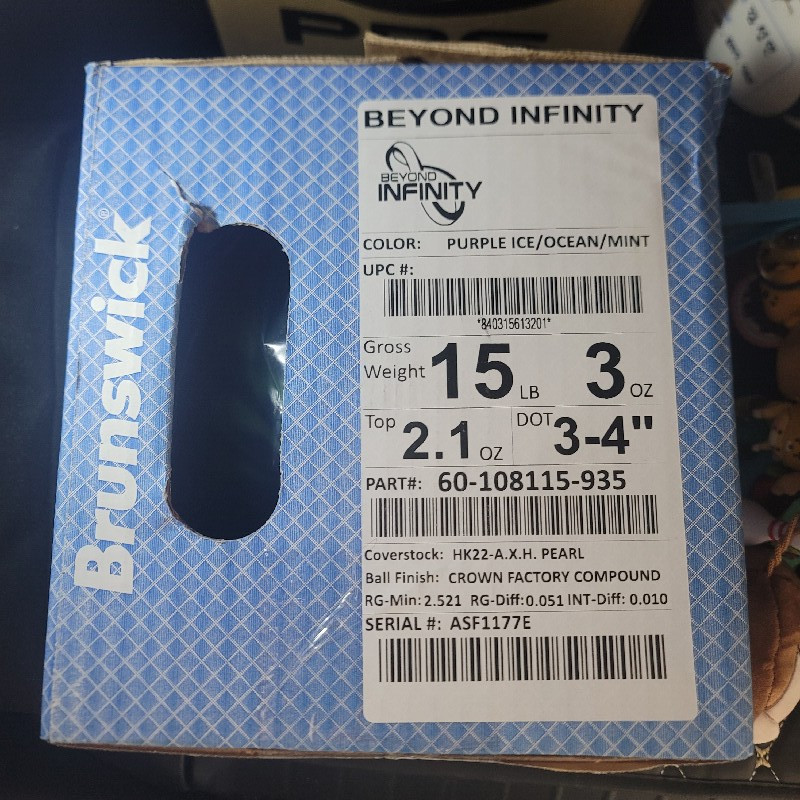 Brunswick®
BEYOND INFINITY
BEYOND
INFINITY
COLOR: PURPLE ICE/OCEAN/MINT
UPC #:
*840315613201*
Gross Weight 15 LB 3 OZ
Top 2.1 OZ DOT 3-4"
PART#: 60-108115-935
Coverstock: HK22-A.X.H. PEARL
Ball Finish: CROWN FACTORY COMPOUND
RG-Min: 2.521 RG-Diff: 0.051 INT-Diff: 0.010
SERIAL #: ASF1177E